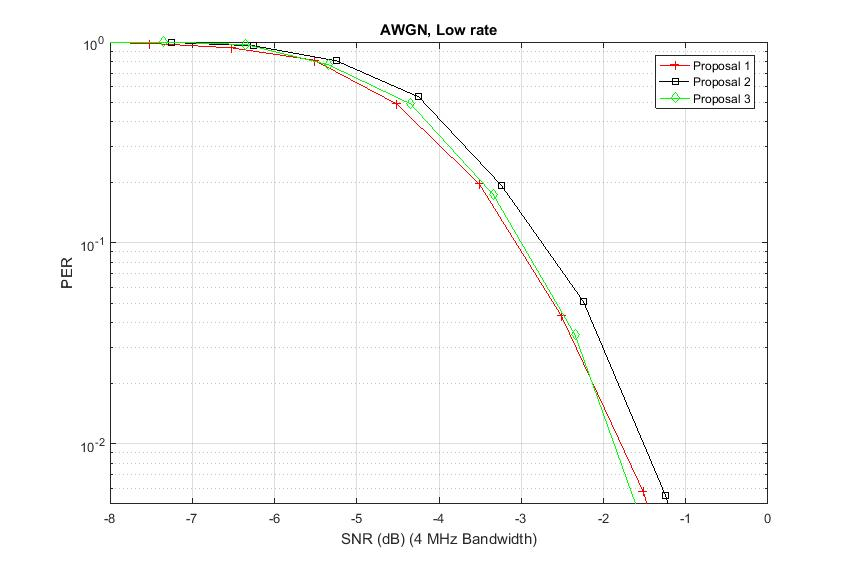 AWGN, Low rate
10^0
10^-1
10^-2
PER
Proposal 1
Proposal 2
Proposal 3
-8 -7 -6 -5 -4 -3 -2 -1 0
SNR (dB) (4 MHz Bandwidth)